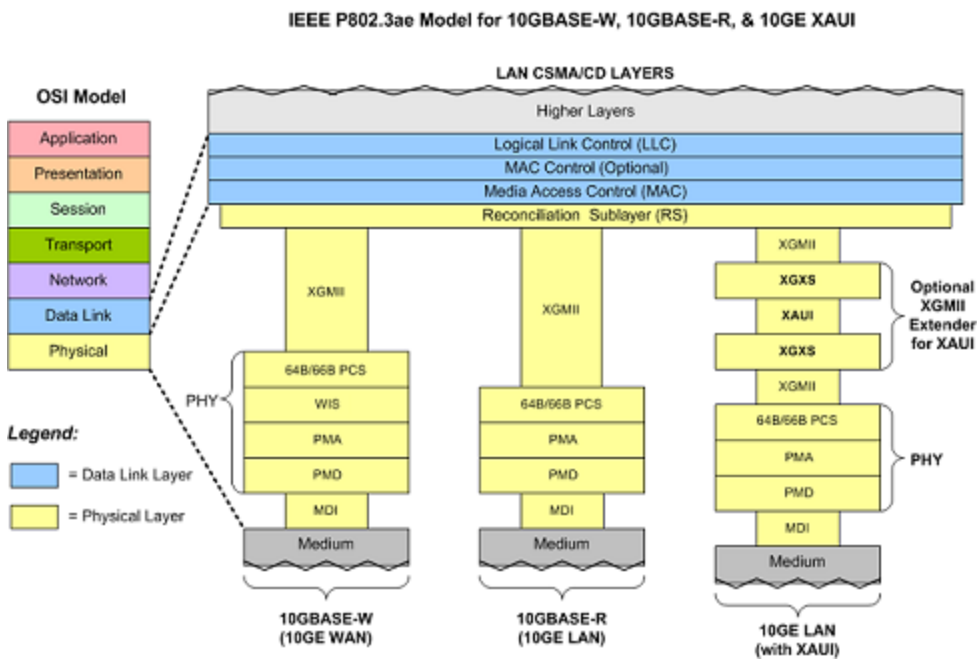 IEEE P802.3ae Model for 10GBASE-W, 10GBASE-R, & 10GE XAUI
OSI Model
Application
Presentation
Session
Transport
Network
Data Link
Physical
Legend:
= Data Link Layer
= Physical Layer
LAN CSMA/CD LAYERS
Higher Layers
Logical Link Control (LLC)
MAC Control (Optional)
Media Access Control (MAC)
Reconciliation Sublayer (RS)
XGMII
PHY
64B/66B PCS
WIS
PMA
PMD
MDI
Medium
10GBASE-W
(10GE WAN)
XGMII
64B/66B PCS
PMA
PMD
MDI
Medium
10GBASE-R
(10GE LAN)
XGMII
XGXS
XAUI
XGXS
Optional
XGMII
Extender
for XAUI
XGMII
64B/66B PCS
PMA
PMD
PHY
MDI
Medium
10GE LAN
(with XAUI)